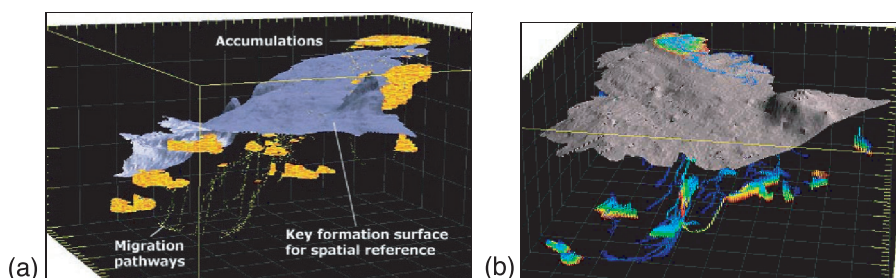 (a)
Accumulations
Migration
pathways
Key formation surface
for spatial reference
(b)